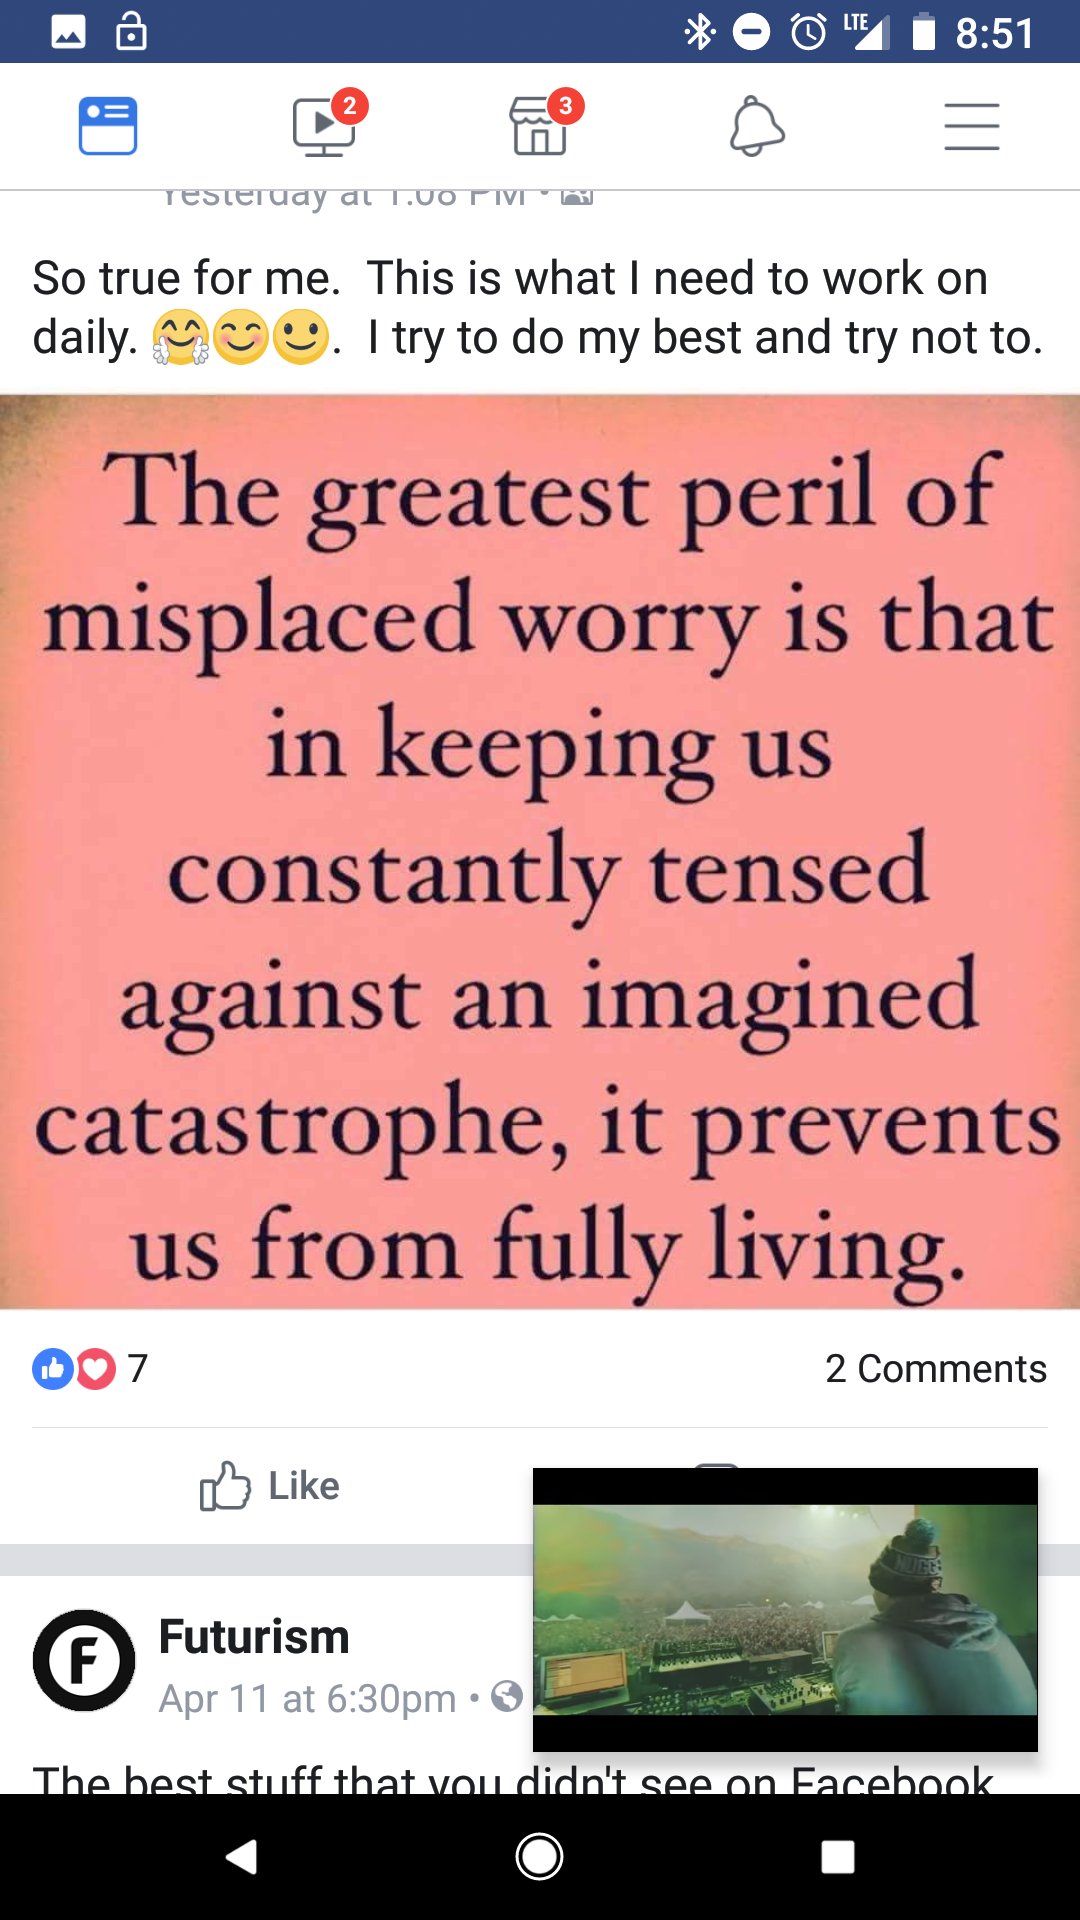 LTE 8:51
2
3
Yesterday at 1:08 PM
So true for me. This is what I need to work on
daily. 🤗😊🙂. I try to do my best and try not to.
The greatest peril of
misplaced worry is that
in keeping us
constantly tensed
against an imagined
catastrophe, it prevents
us from fully living.
7
2 Comments
Like
F
Futurism
Apr 11 at 6:30pm
The best stuff that you didn't see on Facebook